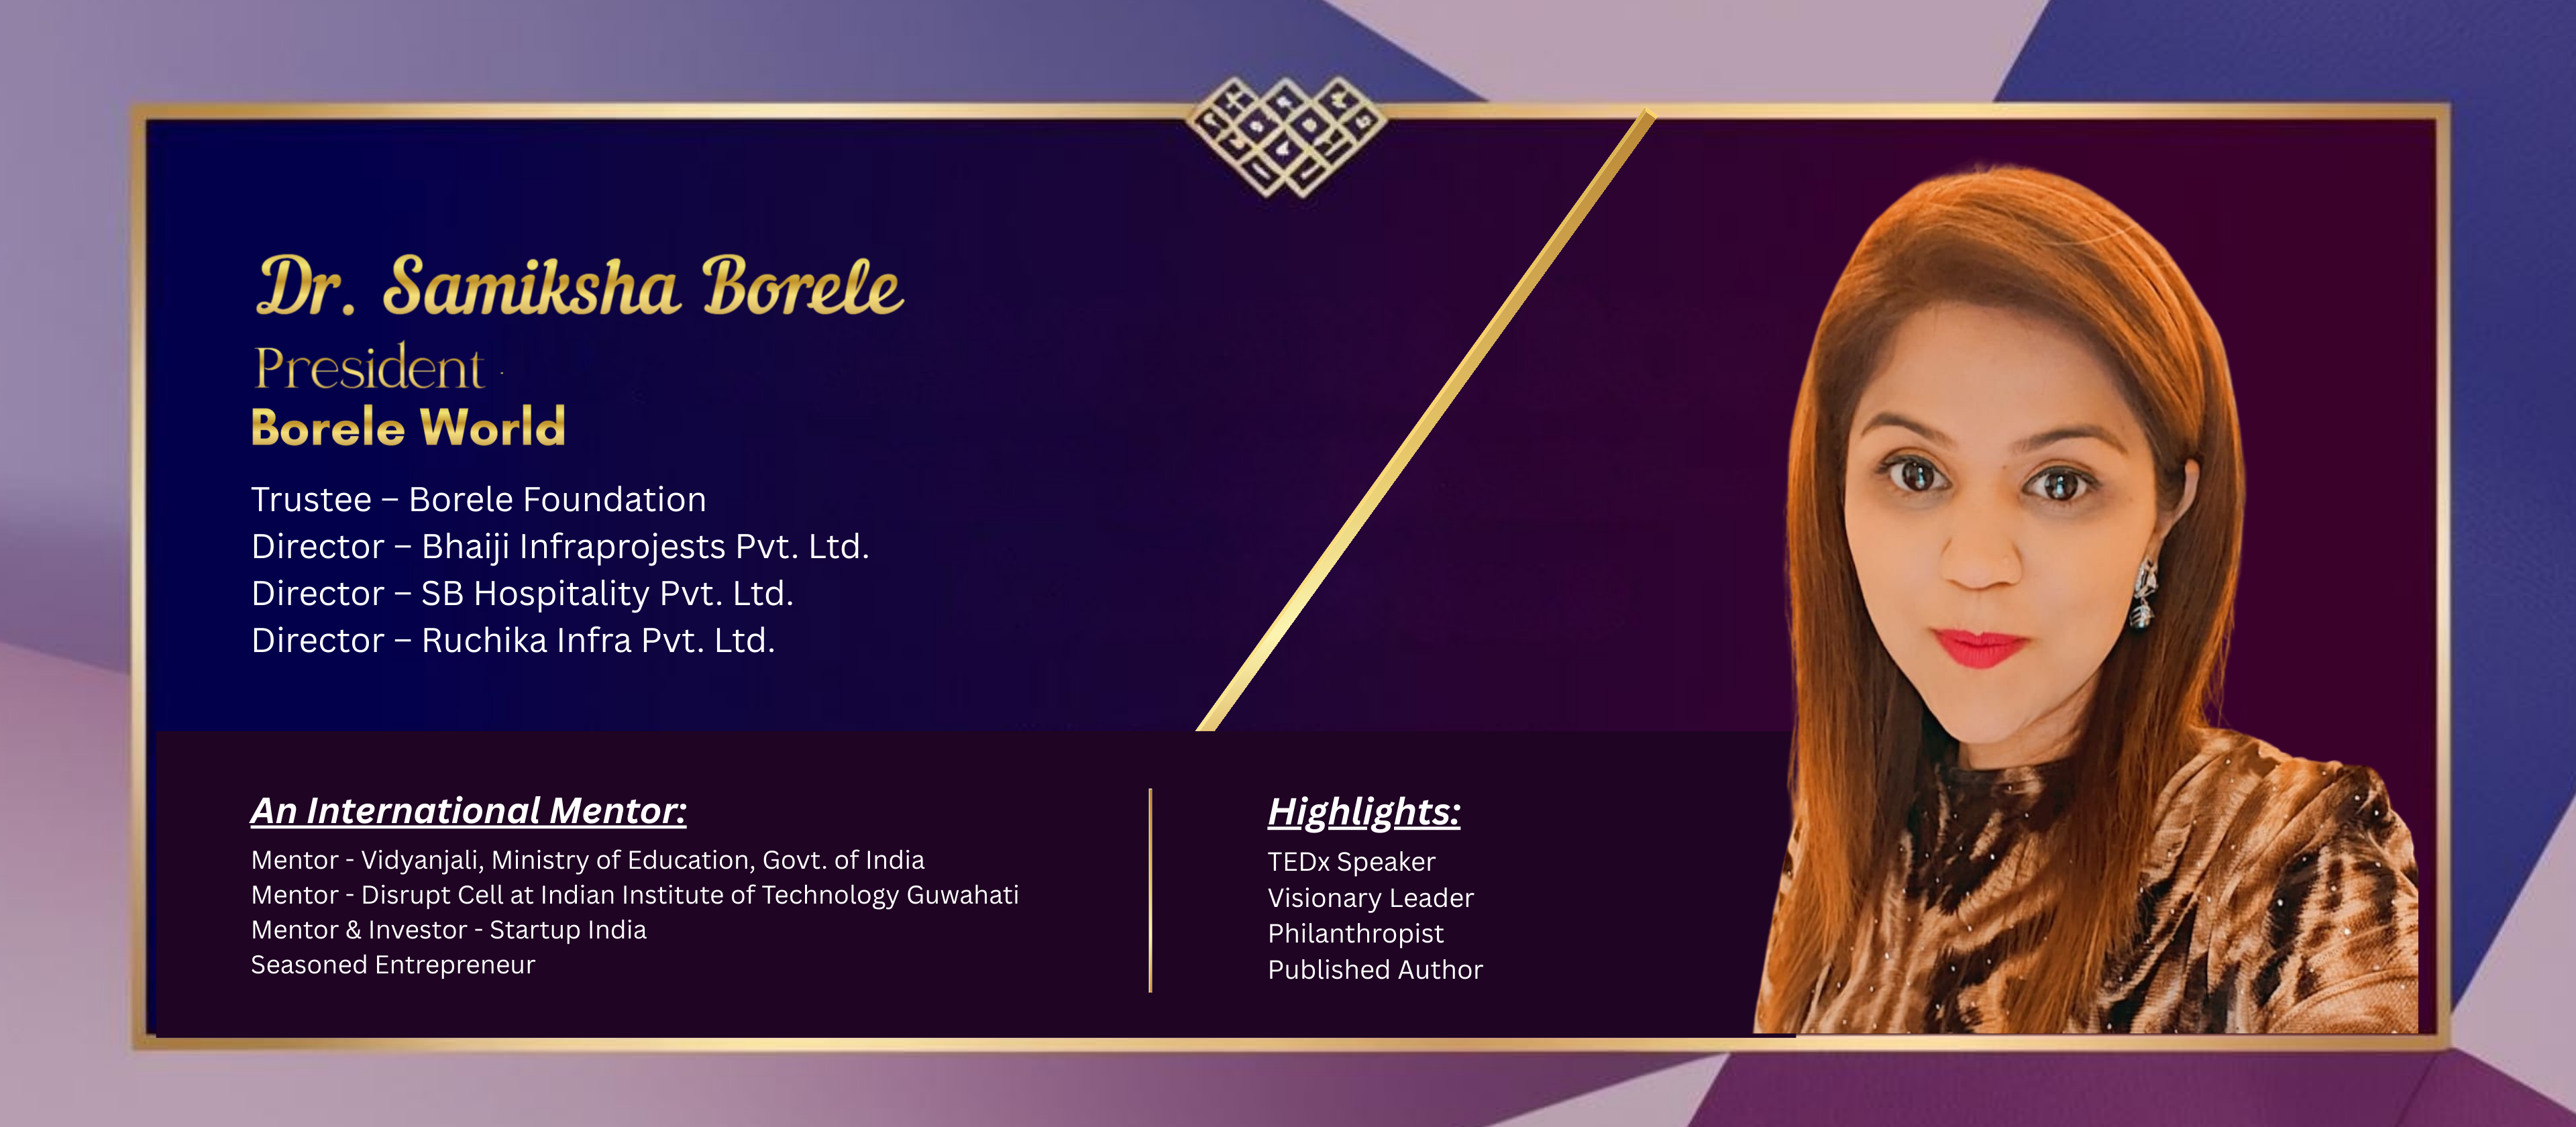 Dr. Samiksha Borele
President
Borele World
Trustee – Borele Foundation
Director – Bhaiji Infraprojests Pvt. Ltd.
Director – SB Hospitality Pvt. Ltd.
Director – Ruchika Infra Pvt. Ltd.
An International Mentor:
Mentor - Vidyanjali, Ministry of Education, Govt. of India
Mentor - Disrupt Cell at Indian Institute of Technology Guwahati
Mentor & Investor - Startup India
Seasoned Entrepreneur
Highlights:
TEDx Speaker
Visionary Leader
Philanthropist
Published Author